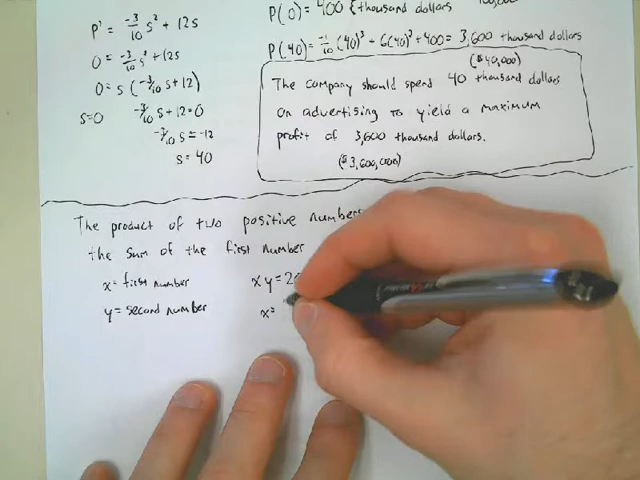 P' = -3/10 s² + 12s
0 = -3/10 s² + 12s
0 = s (-3/10 s + 12)
s=0 -3/10 s + 12 = 0
-3/10 s = -12
s = 40
P(0) = 400 {thousand dollars
P(40) = -1/10 (40)³ + 6(40)² + 400 = 3,600 thousand dollars
($40,000)
The company should spend 40 thousand dollars
on advertising to yield a maximum
profit of 3,600 thousand dollars.
($3,600,000)
The product of two positive numbers
the sum of the first number
x = first number xy = 2
y = second number x =